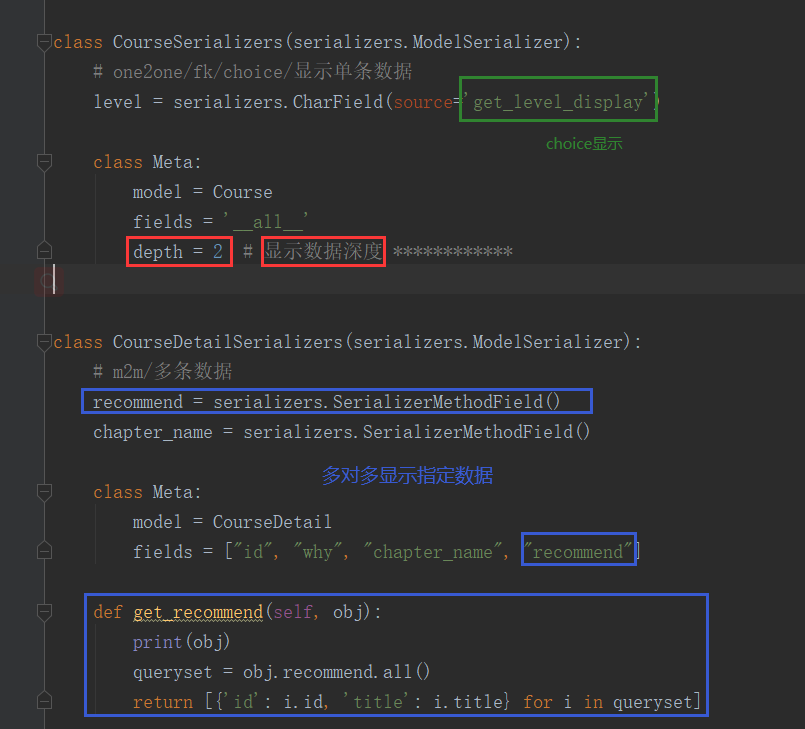 class CourseSerializers(serializers.ModelSerializer):
# one2one/fk/choice/显示单条数据
level = serializers.CharField(source='get_level_display')
choice显示
class Meta:
model = Course
fields = '__all__'
depth = 2 # 显示数据深度 ************
class CourseDetailSerializers(serializers.ModelSerializer):
# m2m/多条数据
recommend = serializers.SerializerMethodField()
chapter_name = serializers.SerializerMethodField()
多对多显示指定数据
class Meta:
model = CourseDetail
fields = ["id", "why", "chapter_name", "recommend"]
def get_recommend(self, obj):
print(obj)
queryset = obj.recommend.all()
return [{'id': i.id, 'title': i.title} for i in queryset]